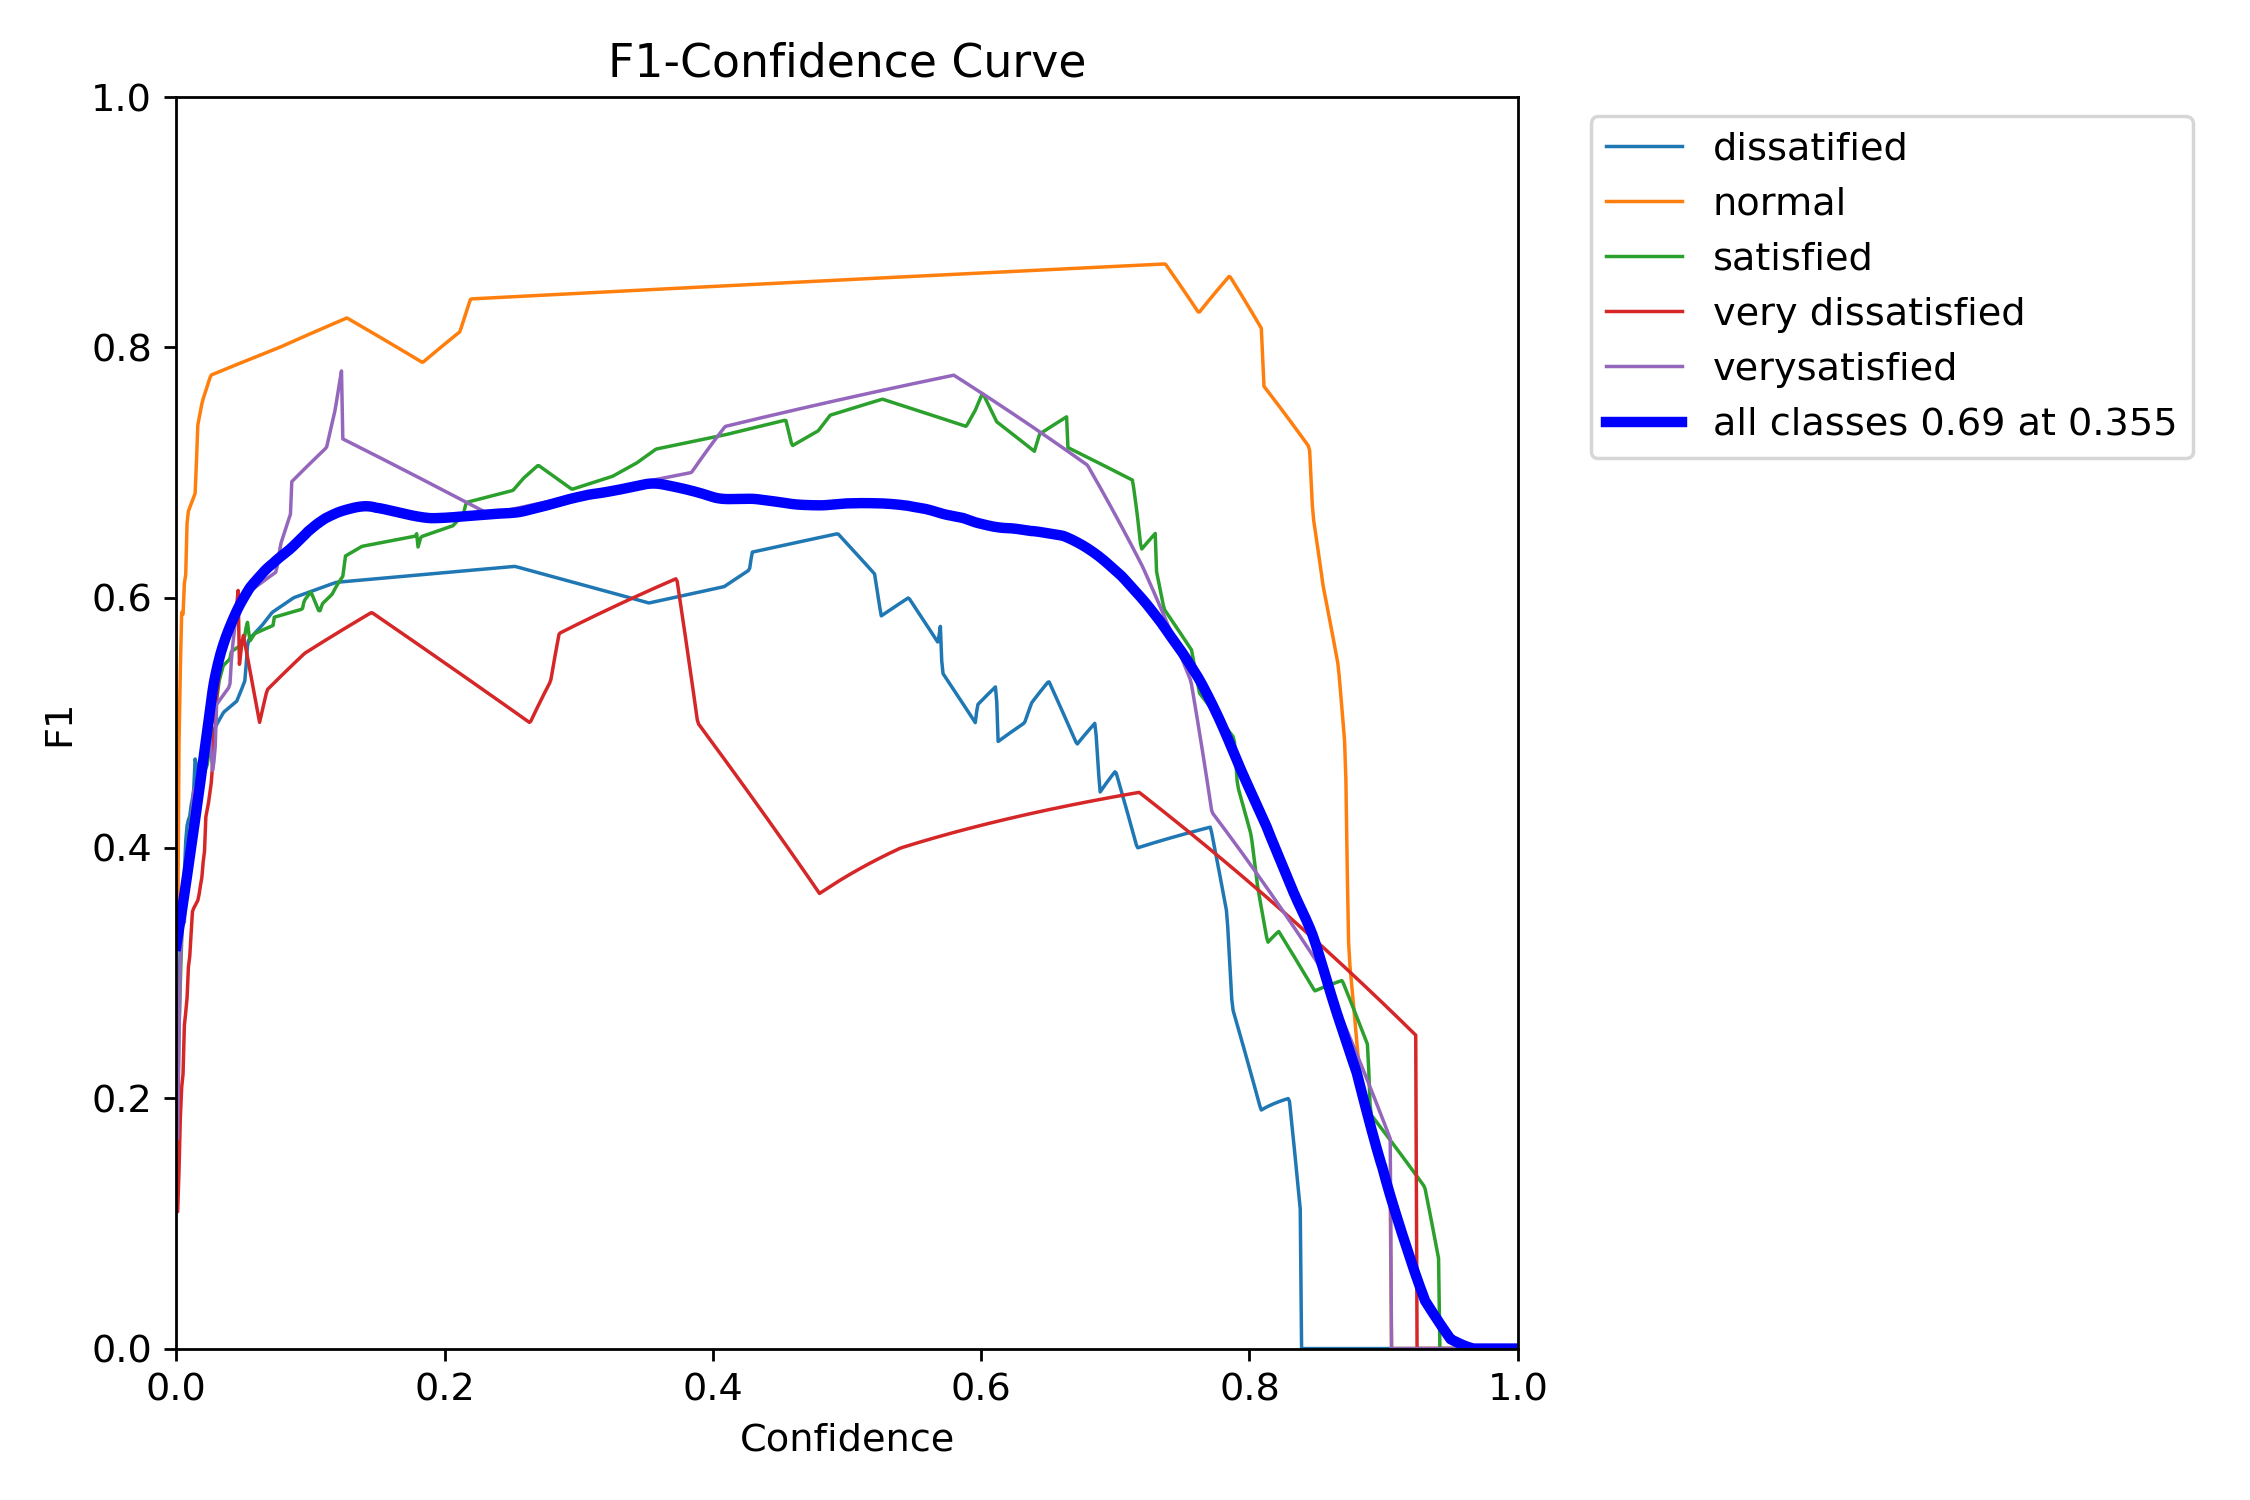 F1-Confidence Curve
1.0
0.8
0.6
0.4
0.2
0.0
F1
0.0 0.2 0.4 0.6 0.8 1.0
Confidence
dissatified
normal
satisfied
very dissatisfied
verysatisfied
all classes 0.69 at 0.355